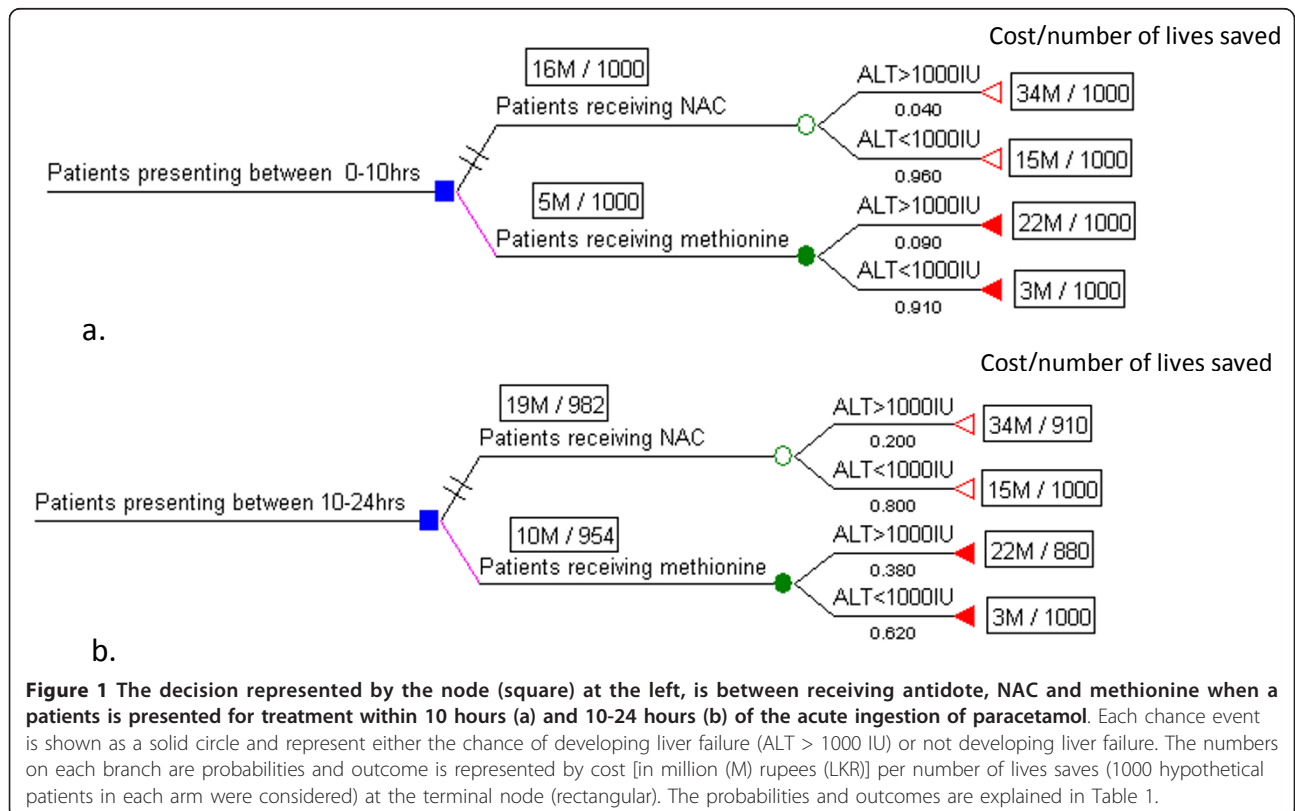 Cost/number of lives saved
16M / 1000
Patients receiving NAC
ALT>1000IU
0.040
34M / 1000
ALT<1000IU
0.960
15M / 1000
Patients presenting between 0-10hrs
5M / 1000
Patients receiving methionine
ALT>1000IU
0.090
22M / 1000
ALT<1000IU
0.910
3M / 1000
a.
Cost/number of lives saved
19M / 982
Patients receiving NAC
ALT>1000IU
0.200
34M / 910
ALT<1000IU
0.800
15M / 1000
Patients presenting between 10-24hrs
10M / 954
Patients receiving methionine
ALT>1000IU
0.380
22M / 880
ALT<1000IU
0.620
3M / 1000
b.
Figure 1 The decision represented by the node (square) at the left, is between receiving antidote, NAC and methionine when a
patients is presented for treatment within 10 hours (a) and 10-24 hours (b) of the acute ingestion of paracetamol. Each chance event
is shown as a solid circle and represent either the chance of developing liver failure (ALT > 1000 IU) or not developing liver failure. The numbers
on each branch are probabilities and outcome is represented by cost [in million (M) rupees (LKR)] per number of lives saves (1000 hypothetical
patients in each arm were considered) at the terminal node (rectangular). The probabilities and outcomes are explained in Table 1.